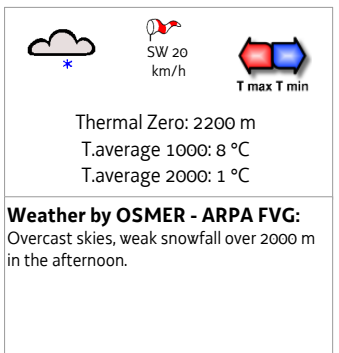 SW 20
km/h
T max T min
Thermal Zero: 2200 m
T.average 1000: 8 °C
T.average 2000: 1 °C
Weather by OSMER - ARPA FVG:
Overcast skies, weak snowfall over 2000 m
in the afternoon.